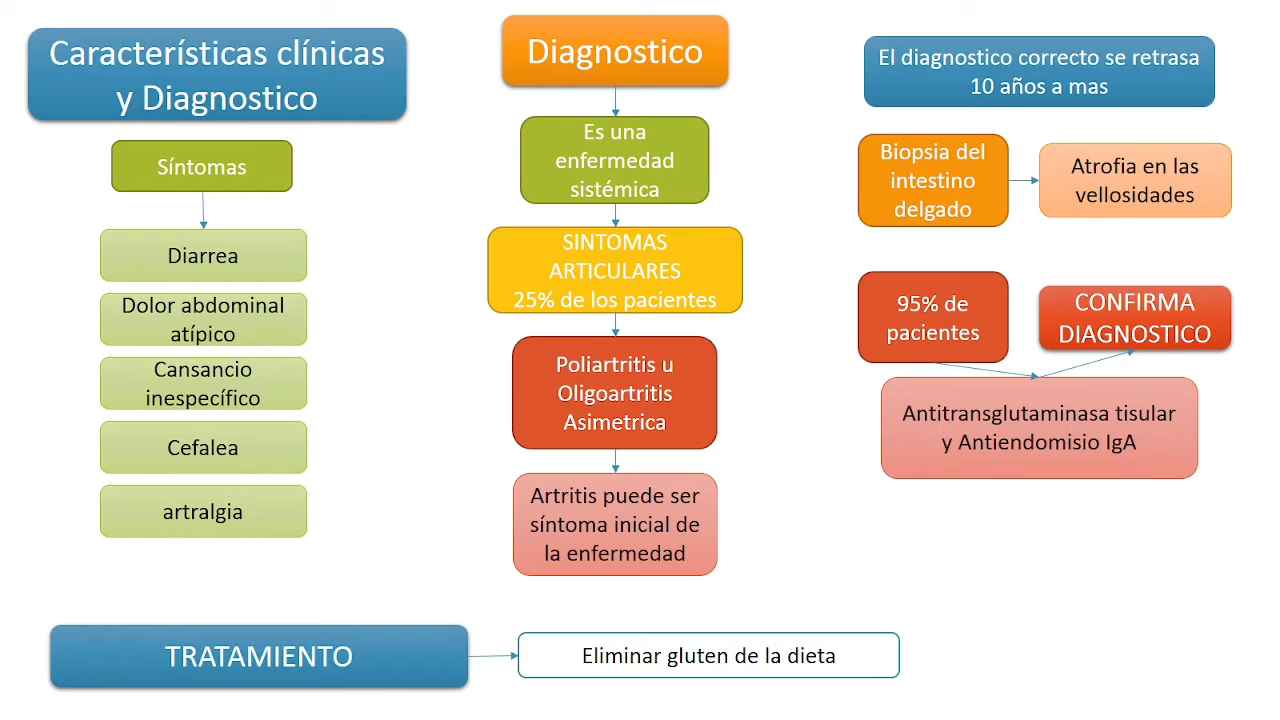 Características clínicas
y Diagnostico
Síntomas
Diarrea
Dolor abdominal
atípico
Cansancio
inespecífico
Cefalea
artralgia
Diagnostico
Es una
enfermedad
sistémica
SINTOMAS
ARTICULARES
25% de los pacientes
Poliartritis u
Oligoartritis
Asimetrica
Artritis puede ser
síntoma inicial de
la enfermedad
El diagnostico correcto se retrasa
10 años a mas
Biopsia del
intestino
delgado
Atrofia en las
vellosidades
95% de
pacientes
CONFIRMA
DIAGNOSTICO
Antitransglutaminasa tisular
y Antiendomisio IgA
TRATAMIENTO
Eliminar gluten de la dieta